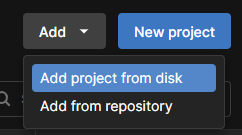 Add
New project
Add project from disk
Add from repository